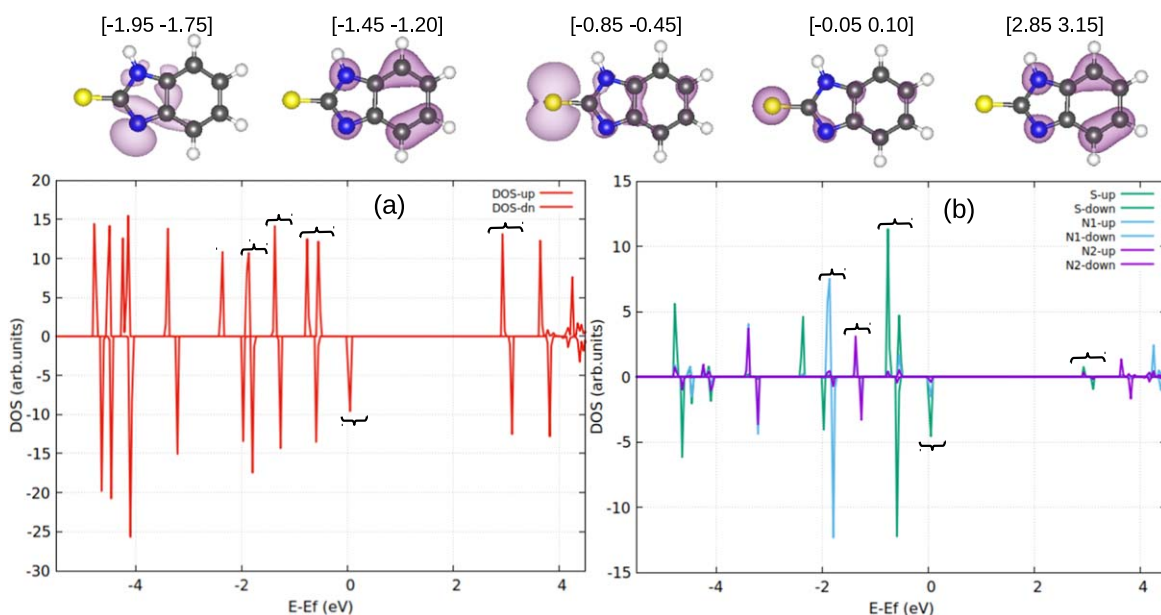 [-1.95 -1.75] [-1.45 -1.20] [-0.85 -0.45] [-0.05 0.10] [2.85 3.15]
(a)
DOS-up
DOS-dn
20
15
10
5
0
-5
-10
-15
-20
-25
-30
DOS (arb.units)
-4 -2 0 2 4
E-Ef (eV)
(b)
S-up
S-down
N1-up
N1-down
N2-up
N2-down
15
10
5
0
-5
-10
-15
DOS (arb.units)
-4 -2 0 2 4
E-Ef (eV)